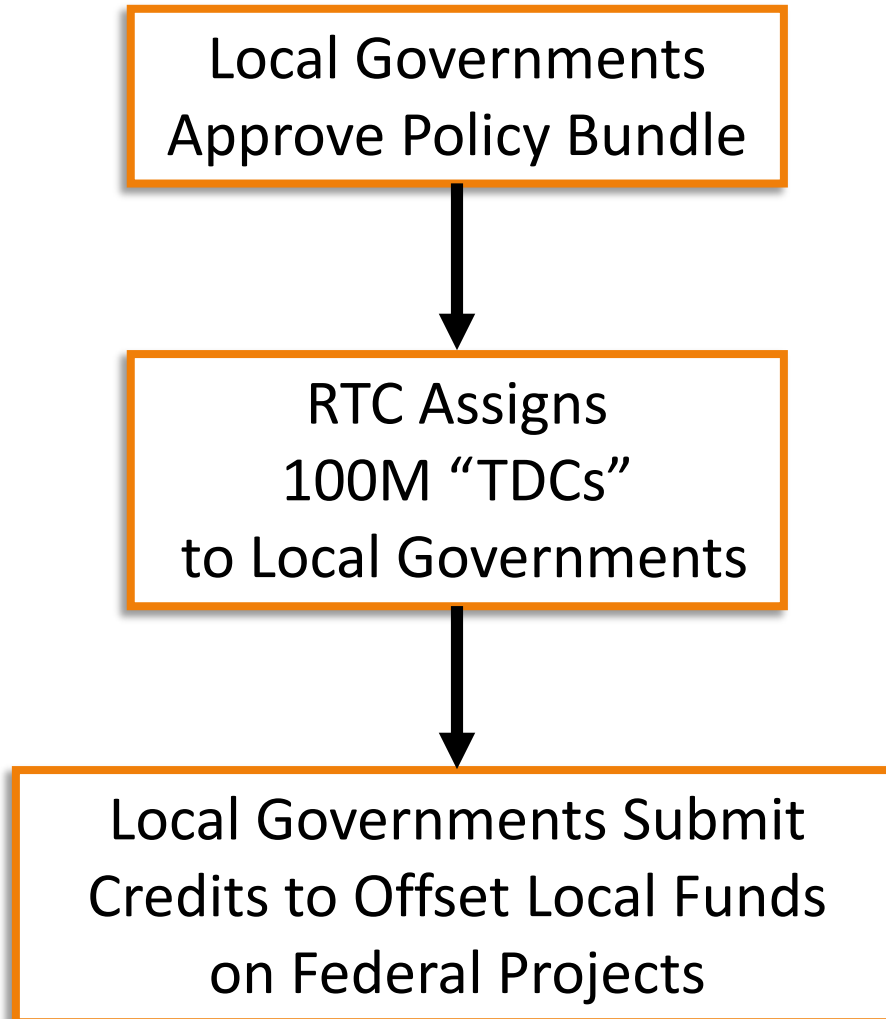 Local Governments
Approve Policy Bundle
RTC Assigns
100M “TDCs”
to Local Governments
Local Governments Submit
Credits to Offset Local Funds
on Federal Projects